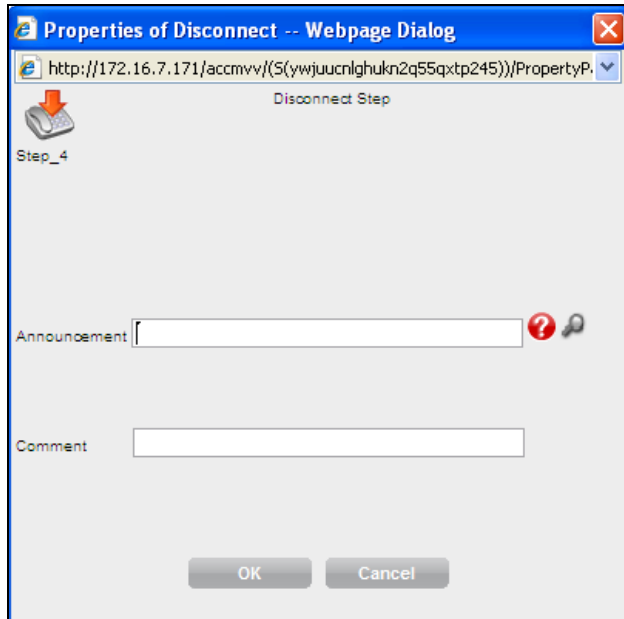 Properties of Disconnect -- Webpage Dialog
http://172.16.7.171/accmvv/(S(ywjuucnlghukn2q55qxtp245))/PropertyP.
Disconnect Step
Step_4
Announcement
?
Comment
OK Cancel